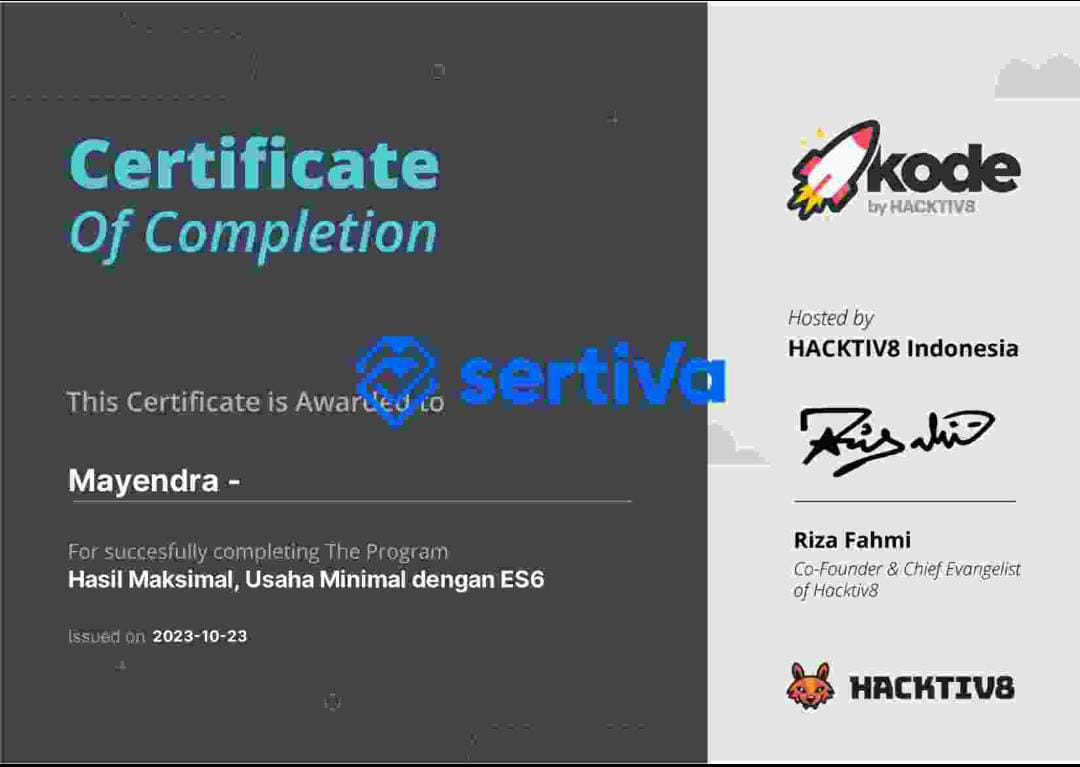 Certificate
Of Completion
This Certificate is Awarded to
Mayendra -
For succesfully completing The Program
Hasil Maksimal, Usaha Minimal dengan ES6
Issued on 2023-10-23
sertiva
kode
by HACKTIV8
Hosted by
HACKTIV8 Indonesia
Riza Fahmi
Co-Founder & Chief Evangelist
of Hacktiv8
HACKTIV8